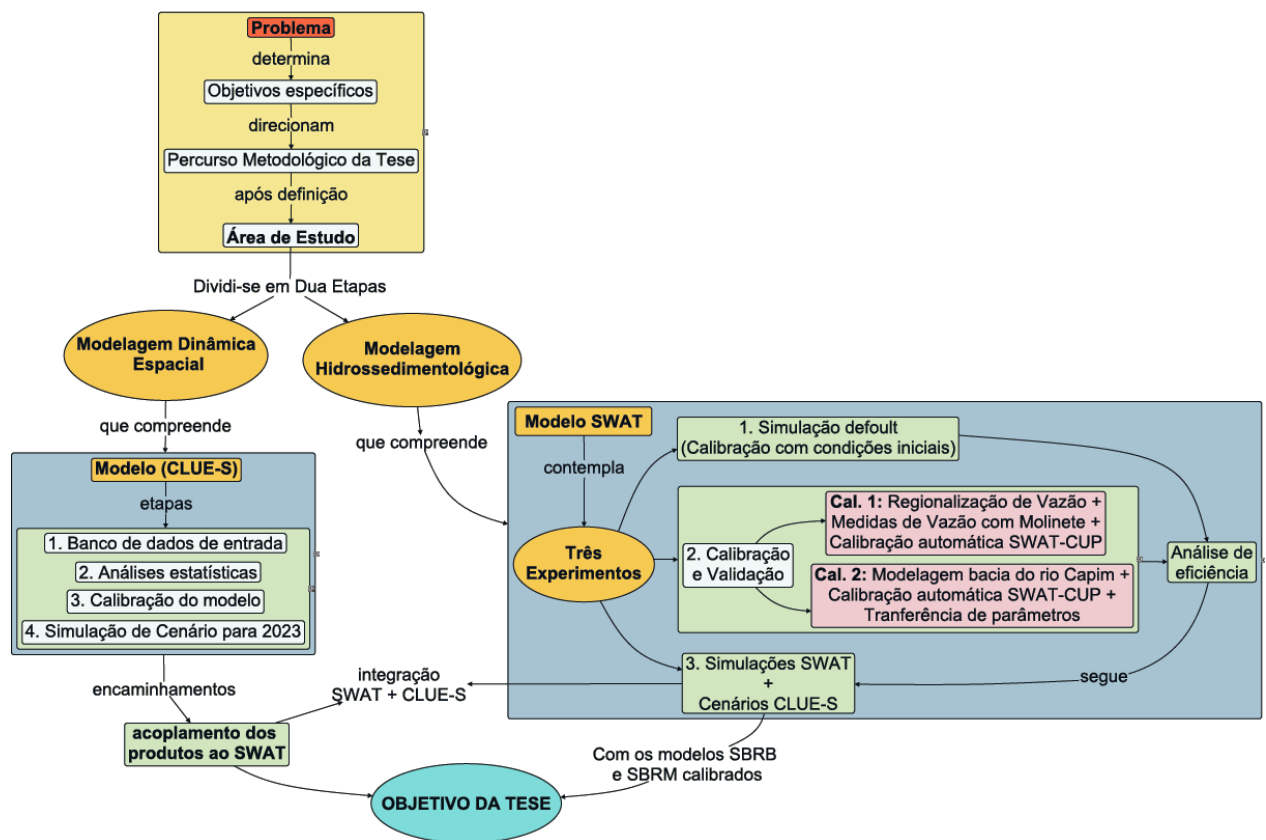 Problema
determina
Objetivos específicos
direcionam
Percurso Metodológico da Tese
após definição
Área de Estudo
Dividi-se em Dua Etapas
Modelagem Dinâmica
Espacial
Modelagem
Hidrossedimentológica
que compreende
que compreende
Modelo (CLUE-S)
etapas
1. Banco de dados de entrada
2. Análises estatísticas
3. Calibração do modelo
4. Simulação de Cenário para 2023
encaminhamentos
acoplamento dos
produtos ao SWAT
integração
SWAT + CLUE-S
Modelo SWAT
contempla
Três
Experimentos
1. Simulação defoult
(Calibração com condições iniciais)
2. Calibração
e Validação
Cal. 1: Regionalização de Vazão +
Medidas de Vazão com Molinete +
Calibração automática SWAT-CUP
Cal. 2: Modelagem bacia do rio Capim +
Calibração automática SWAT-CUP +
Tranferência de parâmetros
Análise de
eficiência
segue
3. Simulações SWAT
+
Cenários CLUE-S
Com os modelos SBRB
e SBRM calibrados
OBJETIVO DA TESE